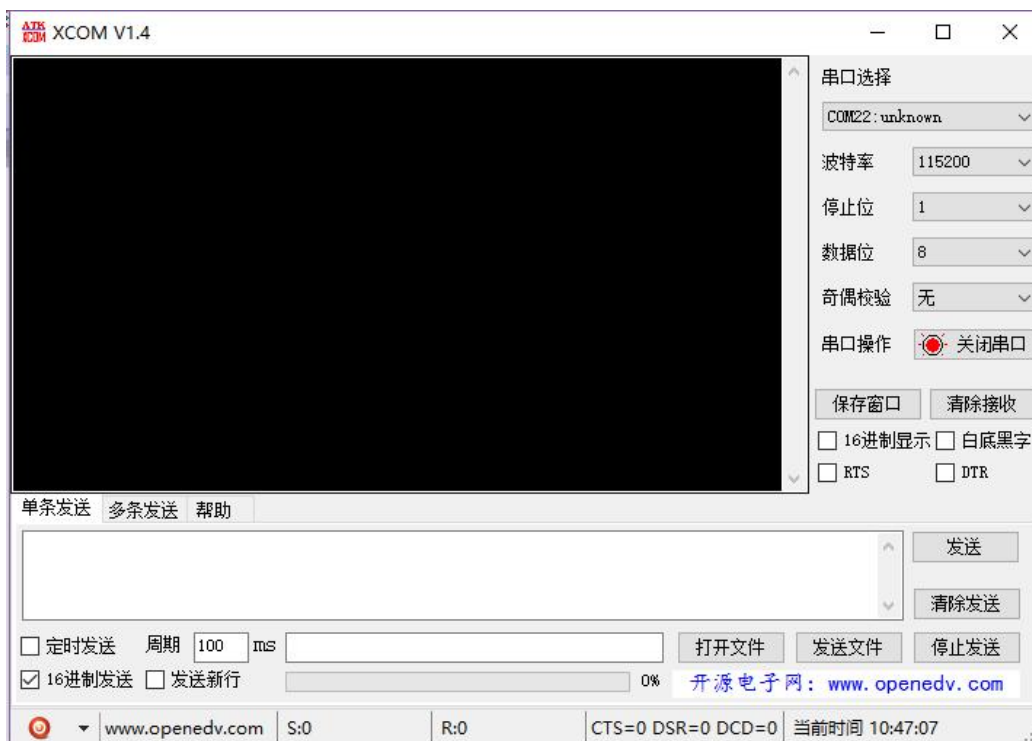 ATK XCOM XCOM V1.4
串口选择
COM22:unknown
波特率 115200
停止位 1
数据位 8
奇偶校验 无
串口操作 关闭串口
保存窗口 清除接收
16进制显示 白底黑字
RTS DTR
单条发送 多条发送 帮助
发送
清除发送
定时发送 周期 100 ms 打开文件 发送文件 停止发送
16进制发送 发送新行 0% 开源电子网: www.openedv.com
www.openedv.com S:0 R:0 CTS=0 DSR=0 DCD=0 当前时间 10:47:07